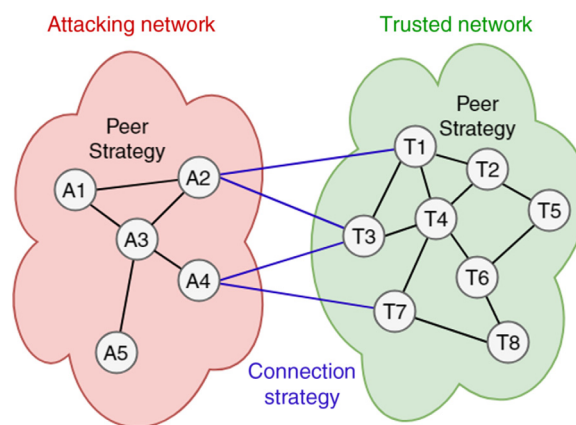 Attacking network
Trusted network
Peer
Strategy
Peer
Strategy
A1
A2
A3
A4
A5
T1
T2
T3
T4
T5
T6
T7
T8
Connection
strategy